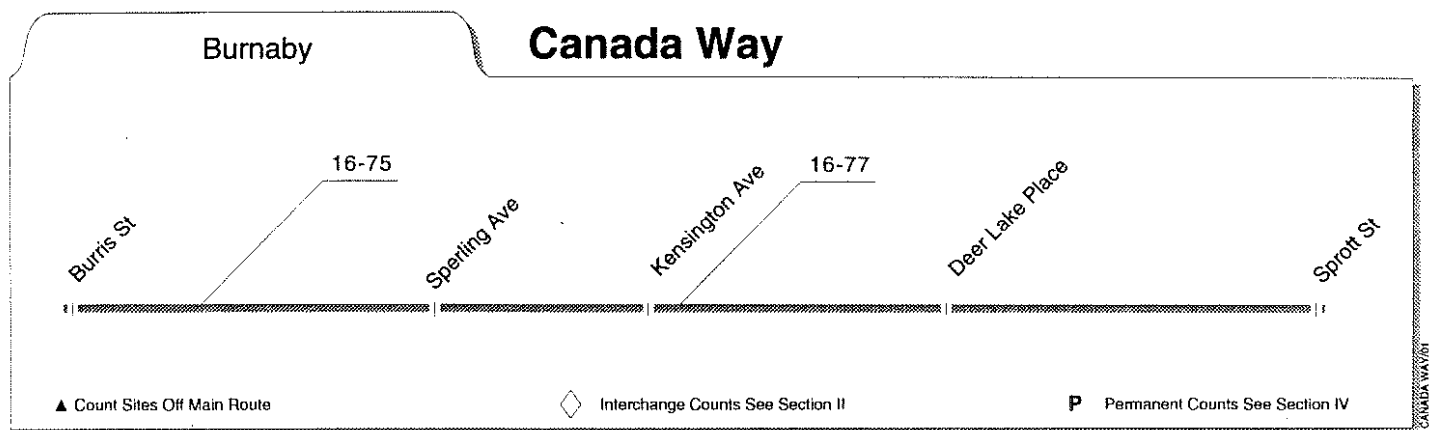 Burnaby
Canada Way
16-75
16-77
Burris St
Sperling Ave
Kensington Ave
Deer Lake Place
Sprott St
▲ Count Sites Off Main Route
◇ Interchange Counts See Section II
P Permanent Counts See Section IV
CANADA WAY/01